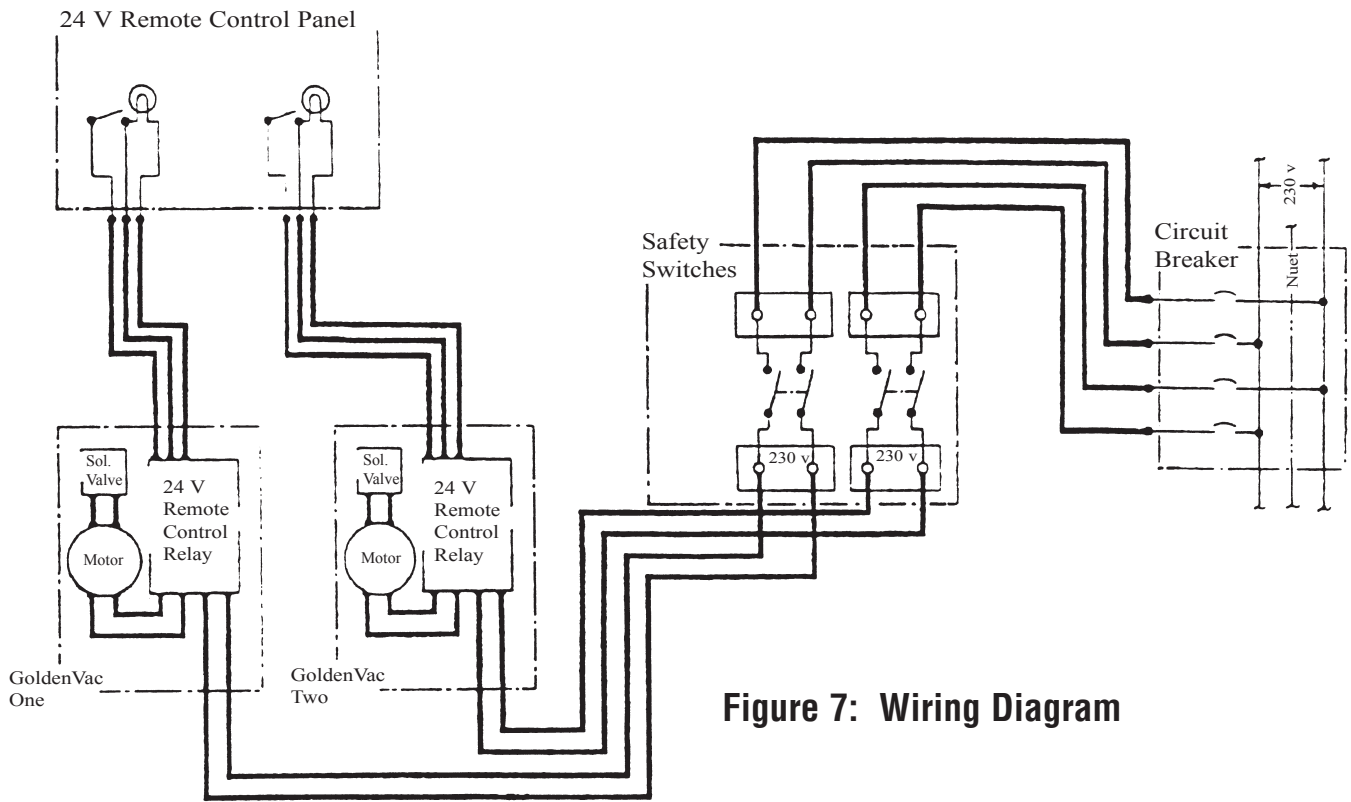 24 V Remote Control Panel
Safety
Switches
Circuit
Breaker
230 v
Nuet
230 v
230 v
Sol.
Valve
Motor
24 V
Remote
Control
Relay
GoldenVac
One
Sol.
Valve
Motor
24 V
Remote
Control
Relay
GoldenVac
Two
Figure 7: Wiring Diagram